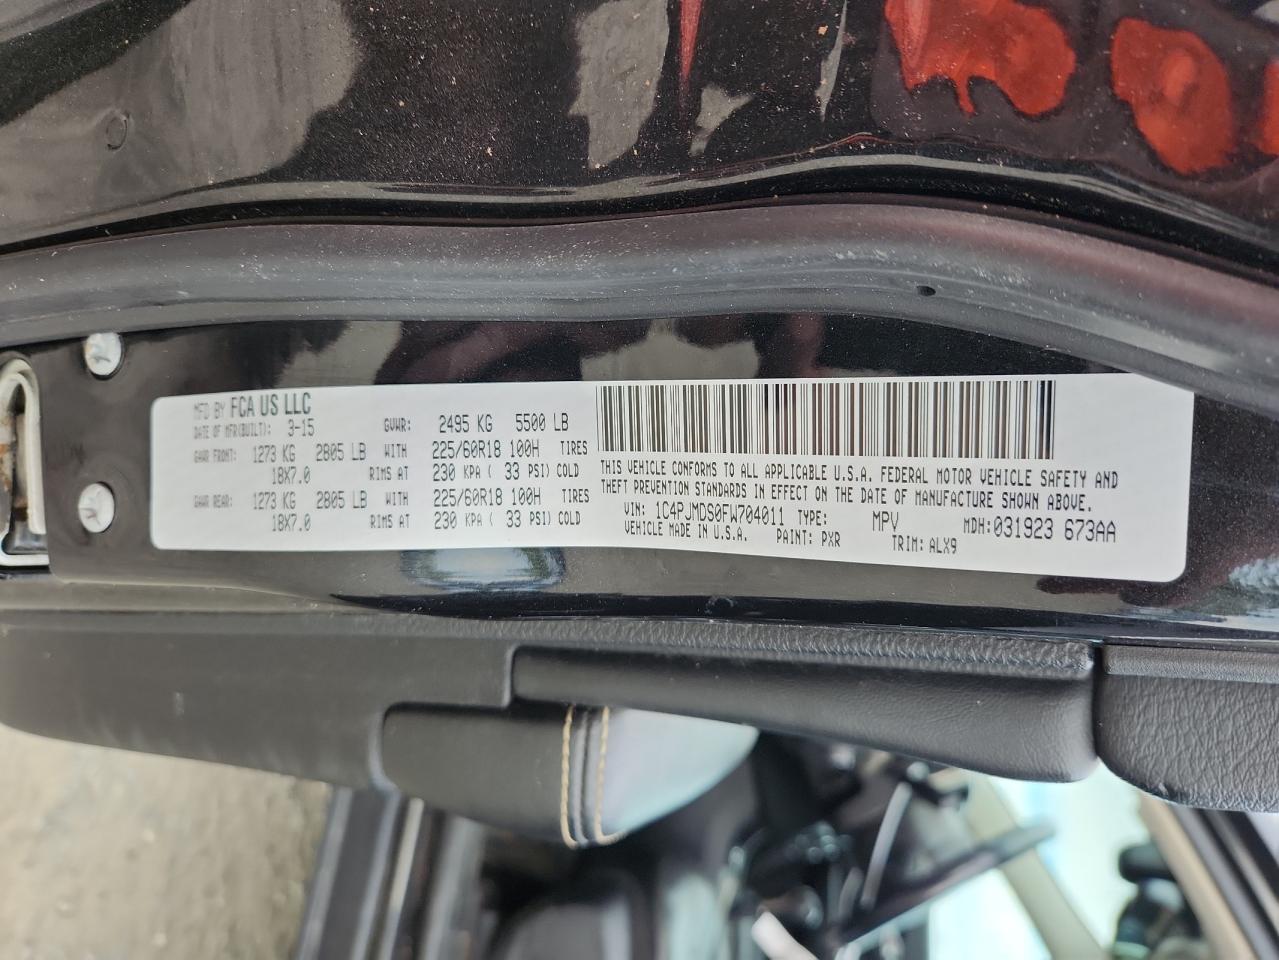 MFD BY FCA US LLC
DATE OF MFR(BUILT): 3-15 GVWR: 2495 KG 5500 LB
GAWR FRONT: 1273 KG 2805 LB WITH 225/60R18 100H TIRES
18X7.0 RIMS AT 230 KPA ( 33 PSI) COLD
GAWR REAR: 1273 KG 2805 LB WITH 225/60R18 100H TIRES
18X7.0 RIMS AT 230 KPA ( 33 PSI) COLD
THIS VEHICLE CONFORMS TO ALL APPLICABLE U.S.A. FEDERAL MOTOR VEHICLE SAFETY AND
THEFT PREVENTION STANDARDS IN EFFECT ON THE DATE OF MANUFACTURE SHOWN ABOVE.
VIN: 1C4PJMDS0FW704011 TYPE: MPV MDH:031923 673AA
VEHICLE MADE IN U.S.A. PAINT: PXR TRIM: ALX9